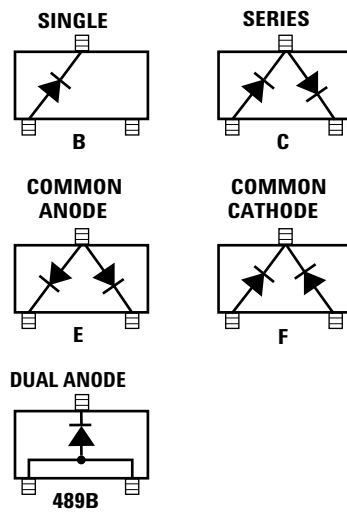 SINGLE
B
SERIES
C
COMMON
ANODE
E
COMMON
CATHODE
F
DUAL ANODE
489B